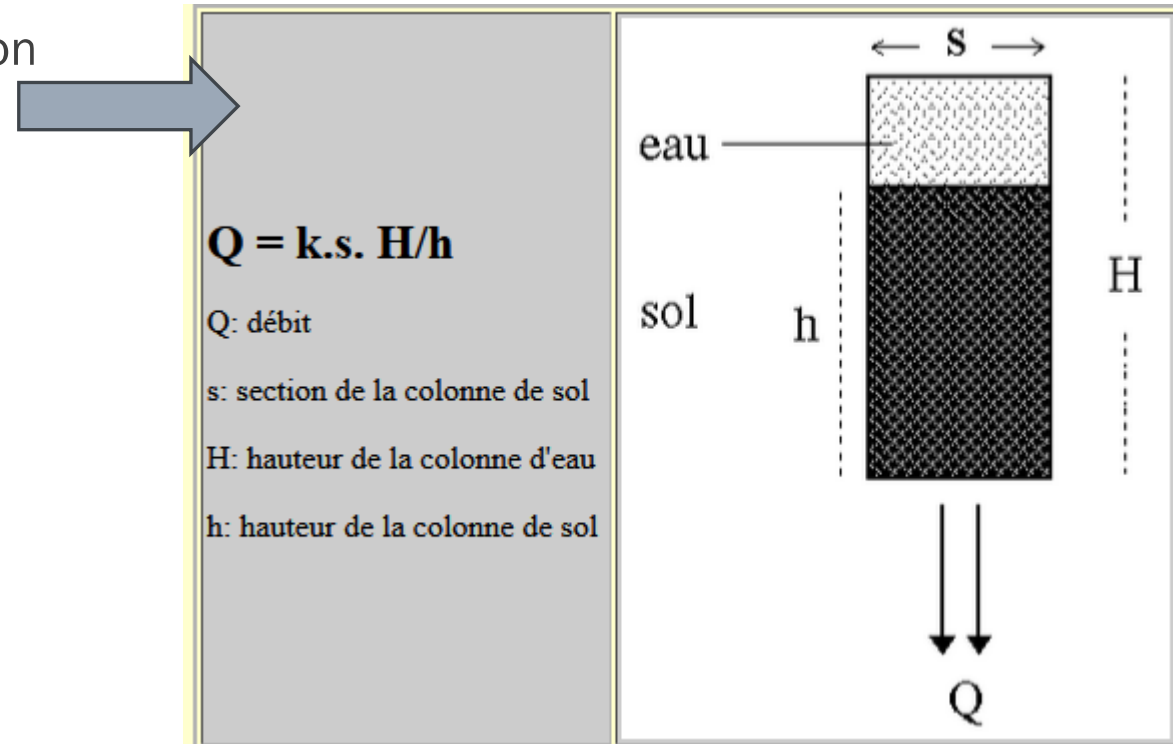 on
Q = k.s. H/h
Q: débit
s: section de la colonne de sol
H: hauteur de la colonne d'eau
h: hauteur de la colonne de sol
s
eau
sol
h
H
Q